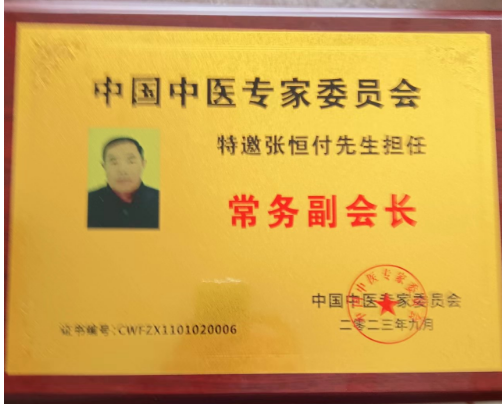 中国中医专家委员会
特邀张恒付先生担任
常务副会长
中国中医专家委员会
二零二三年九月
证书编号:CWFZX1101020006